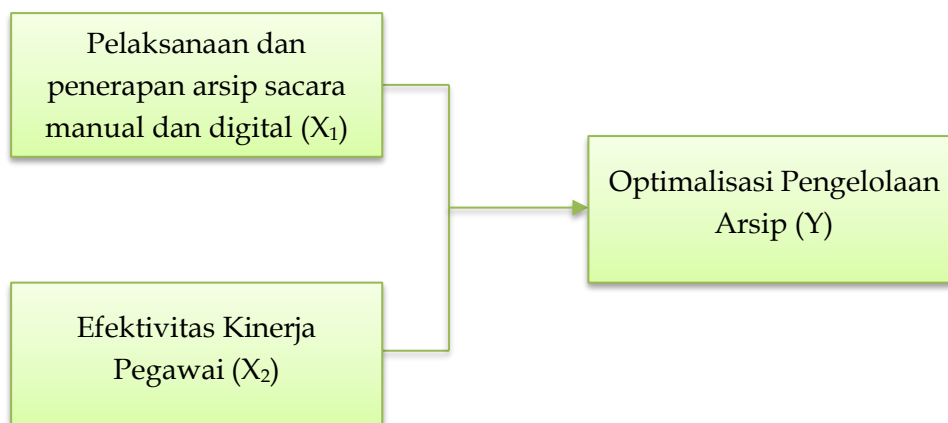 Pelaksanaan dan
penerapan arsip sacara
manual dan digital (X₁)
Optimalisasi Pengelolaan
Arsip (Y)
Efektivitas Kinerja
Pegawai (X₂)